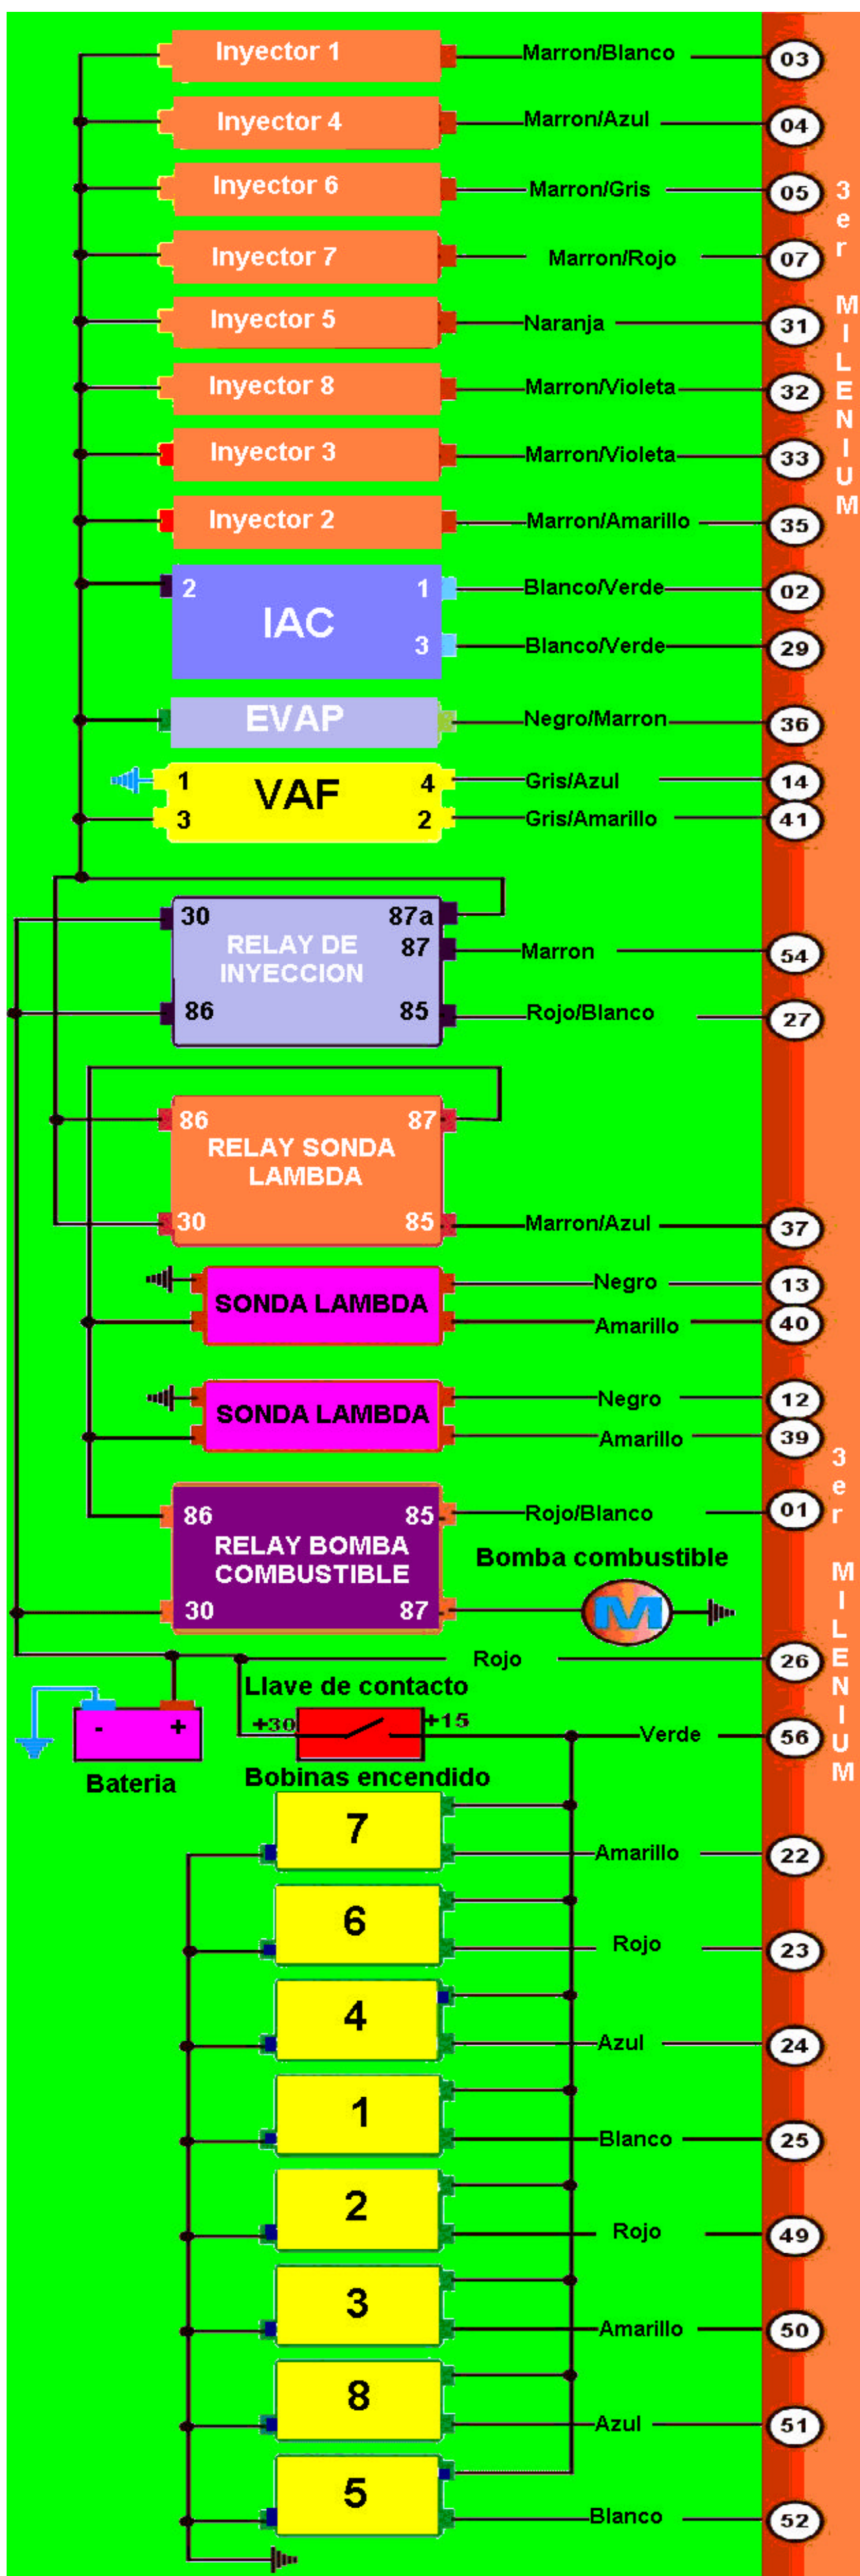 Inyector 1 Marron/Blanco 03
Inyector 4 Marron/Azul 04
Inyector 6 Marron/Gris 05
Inyector 7 Marron/Rojo 07
Inyector 5 Naranja 31
Inyector 8 Marron/Violeta 32
Inyector 3 Marron/Violeta 33
Inyector 2 Marron/Amarillo 35
3er MILENIUM
2 1 Blanco/Verde 02
IAC
3 Blanco/Verde 29
EVAP Negro/Marron 36
1 4 Gris/Azul 14
VAF
3 2 Gris/Amarillo 41
30 87a
RELAY DE 87 Marron 54
INYECCION
86 85 Rojo/Blanco 27
86 87
RELAY SONDA
LAMBDA
30 85 Marron/Azul 37
Negro 13
SONDA LAMBDA
Amarillo 40
Negro 12
SONDA LAMBDA
Amarillo 39
3er MILENIUM
86 85 Rojo/Blanco 01
RELAY BOMBA
COMBUSTIBLE
Bomba combustible
30 87 M
Rojo 26
Llave de contacto
- + +30 +15 Verde 56
Bateria
Bobinas encendido
7 Amarillo 22
6 Rojo 23
4 Azul 24
1 Blanco 25
2 Rojo 49
3 Amarillo 50
8 Azul 51
5 Blanco 52